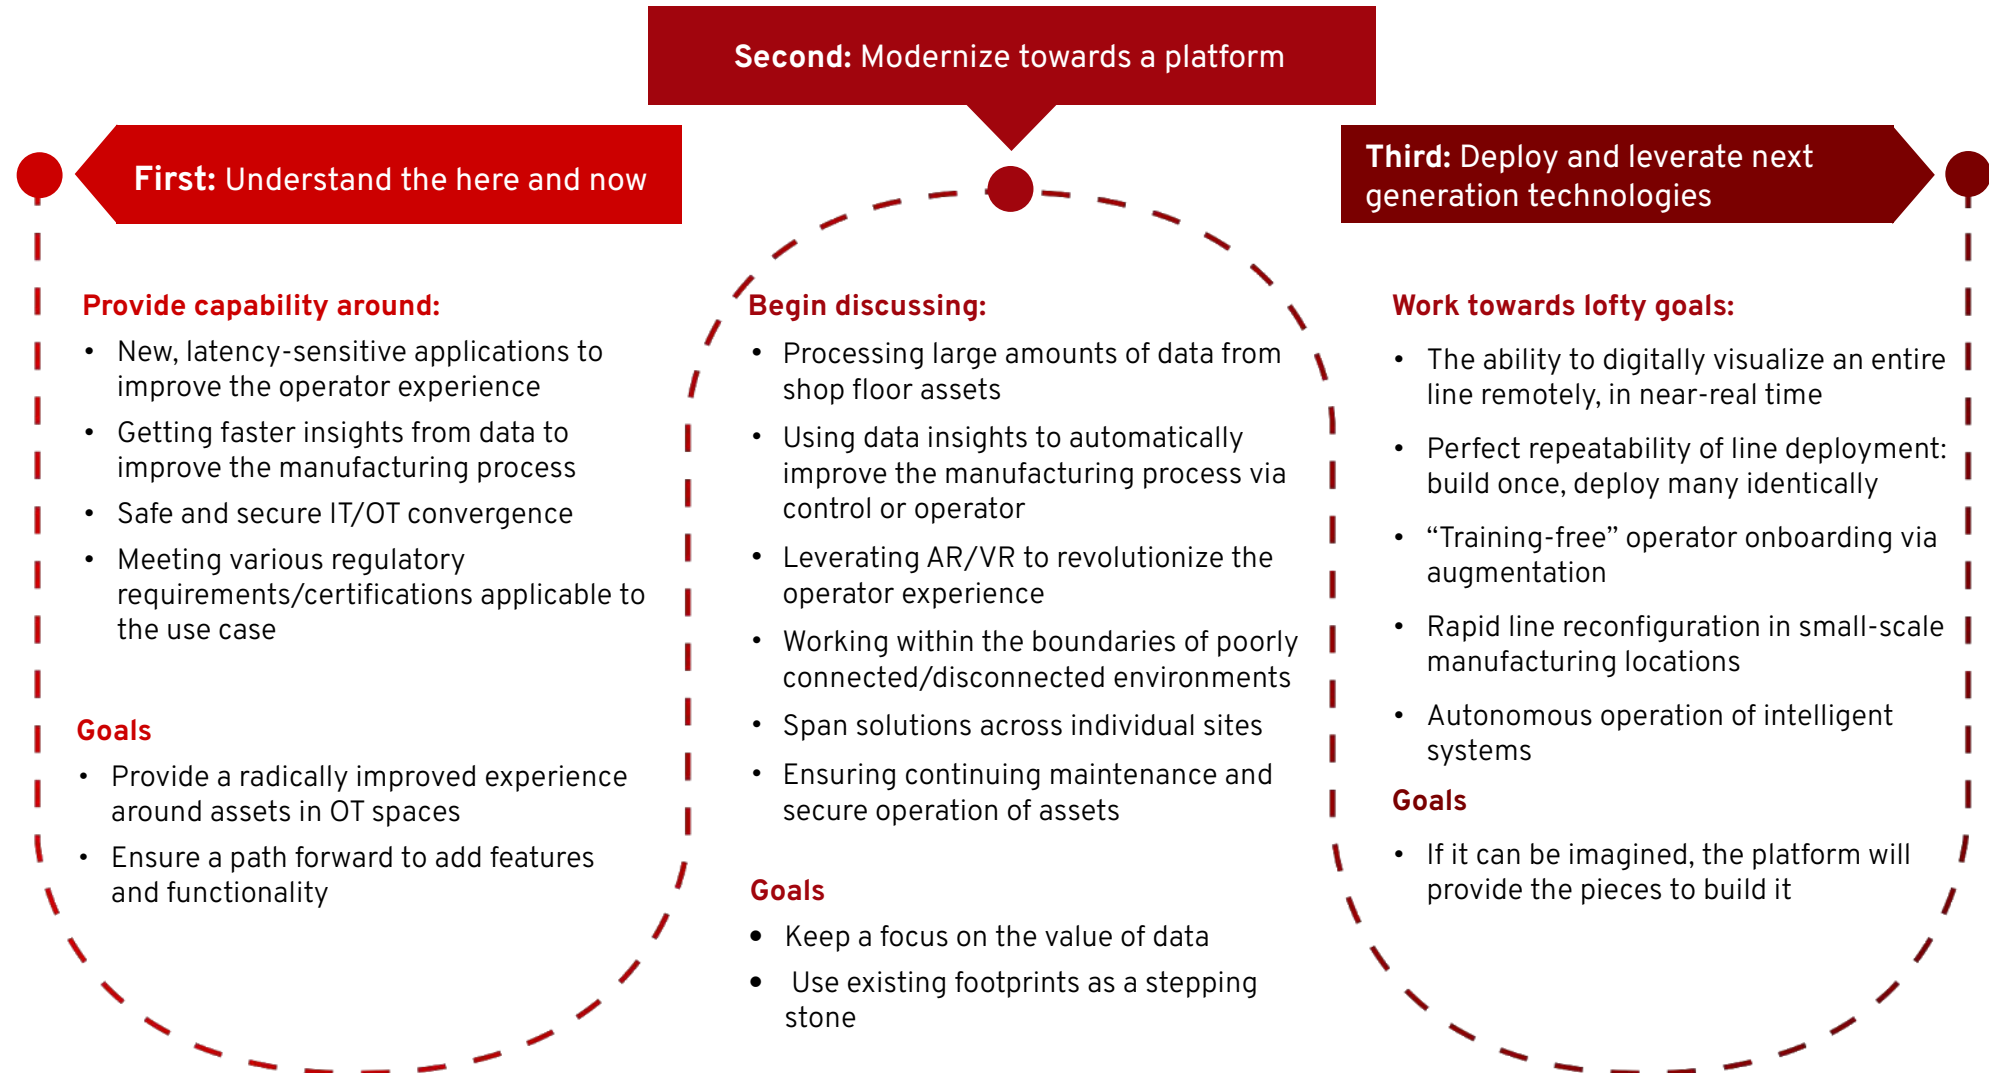 Second: Modernize towards a platform
First: Understand the here and now
Third: Deploy and leverate next
generation technologies
Provide capability around:
• New, latency-sensitive applications to
improve the operator experience
• Getting faster insights from data to
improve the manufacturing process
• Safe and secure IT/OT convergence
• Meeting various regulatory
requirements/certifications applicable to
the use case
Goals
• Provide a radically improved experience
around assets in OT spaces
• Ensure a path forward to add features
and functionality
Begin discussing:
• Processing large amounts of data from
shop floor assets
• Using data insights to automatically
improve the manufacturing process via
control or operator
• Leverating AR/VR to revolutionize the
operator experience
• Working within the boundaries of poorly
connected/disconnected environments
• Span solutions across individual sites
• Ensuring continuing maintenance and
secure operation of assets
Goals
• Keep a focus on the value of data
• Use existing footprints as a stepping
stone
Work towards lofty goals:
• The ability to digitally visualize an entire
line remotely, in near-real time
• Perfect repeatability of line deployment:
build once, deploy many identically
• “Training-free” operator onboarding via
augmentation
• Rapid line reconfiguration in small-scale
manufacturing locations
• Autonomous operation of intelligent
systems
Goals
• If it can be imagined, the platform will
provide the pieces to build it